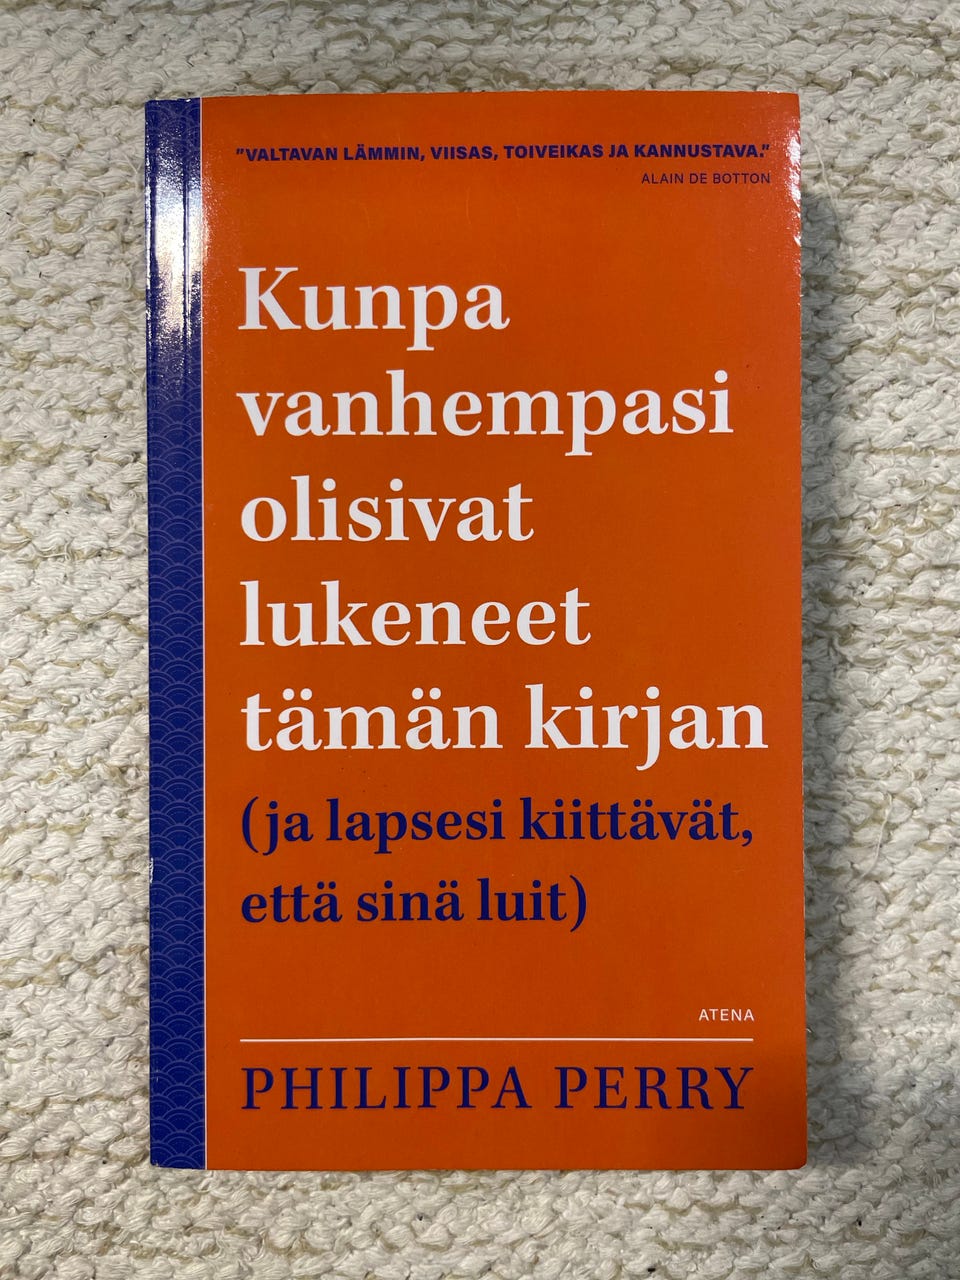 ”VALTAVAN LÄMMIN, VIISAS, TOIVEIKAS JA KANNUSTAVA.”
ALAIN DE BOTTON
Kunpa
vanhempasi
olisivat
lukeneet
tämän kirjan
(ja lapsesi kiittävät,
että sinä luit)
ATENA
PHILIPPA PERRY